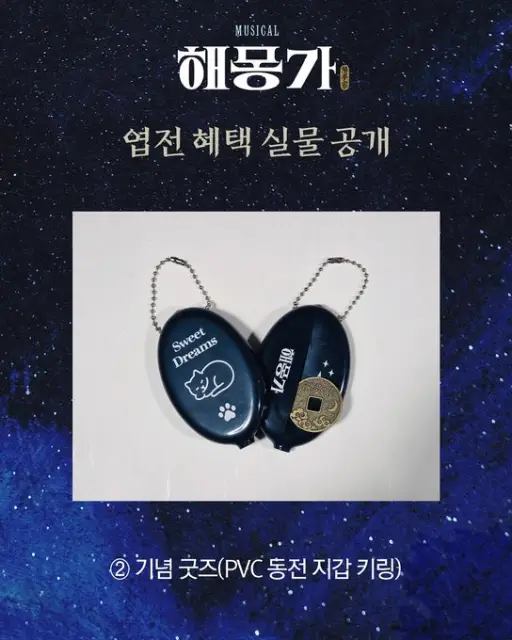 MUSICAL
해몽가
엽전 혜택 실물 공개
Sweet
Dreams
해몽가
② 기념 굿즈(PVC 동전 지갑 키링)